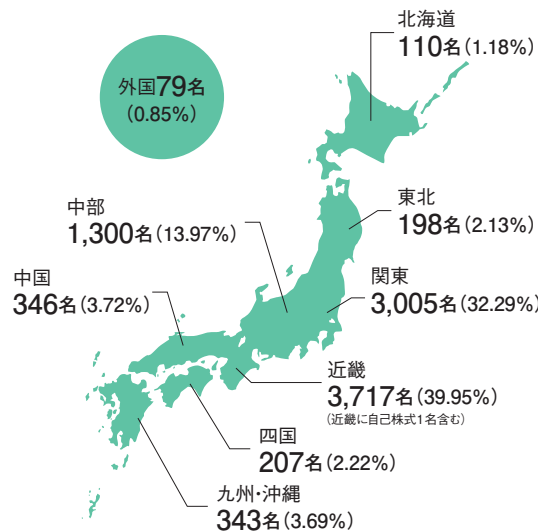 北海道
110名(1.18%)
外国79名
(0.85%)
東北
198名(2.13%)
中部
1,300名(13.97%)
関東
3,005名(32.29%)
中国
346名(3.72%)
近畿
3,717名(39.95%)
(近畿に自己株式1名含む)
四国
207名(2.22%)
九州・沖縄
343名(3.69%)